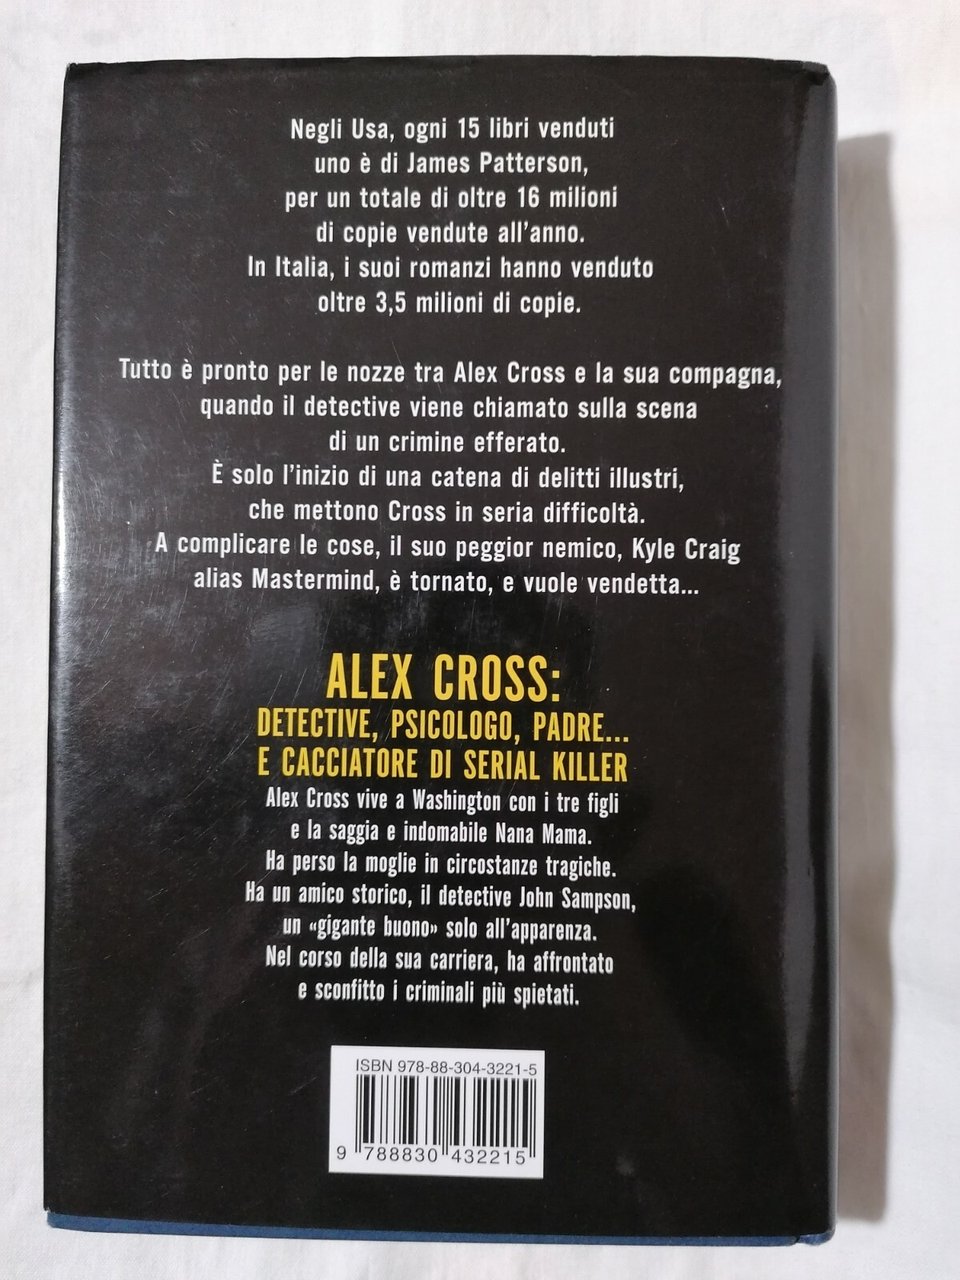 Negli Usa, ogni 15 libri venduti
uno è di James Patterson,
per un totale di oltre 16 milioni
di copie vendute all'anno.
In Italia, i suoi romanzi hanno venduto
oltre 3,5 milioni di copie.
Tutto è pronto per le nozze tra Alex Cross e la sua compagna,
quando il detective viene chiamato sulla scena
di un crimine efferato.
È solo l'inizio di una catena di delitti illustri,
che mettono Cross in seria difficoltà.
A complicare le cose, il suo peggior nemico, Kyle Craig
alias Mastermind, è tornato, e vuole vendetta...
ALEX CROSS:
DETECTIVE, PSICOLOGO, PADRE...
E CACCIATORE DI SERIAL KILLER
Alex Cross vive a Washington con i tre figli
e la saggia e indomabile Nana Mama.
Ha perso la moglie in circostanze tragiche.
Ha un amico storico, il detective John Sampson,
un «gigante buono» solo all'apparenza.
Nel corso della sua carriera, ha affrontato
e sconfitto i criminali più spietati.
ISBN 978-88-304-3221-5
9 788830 432215